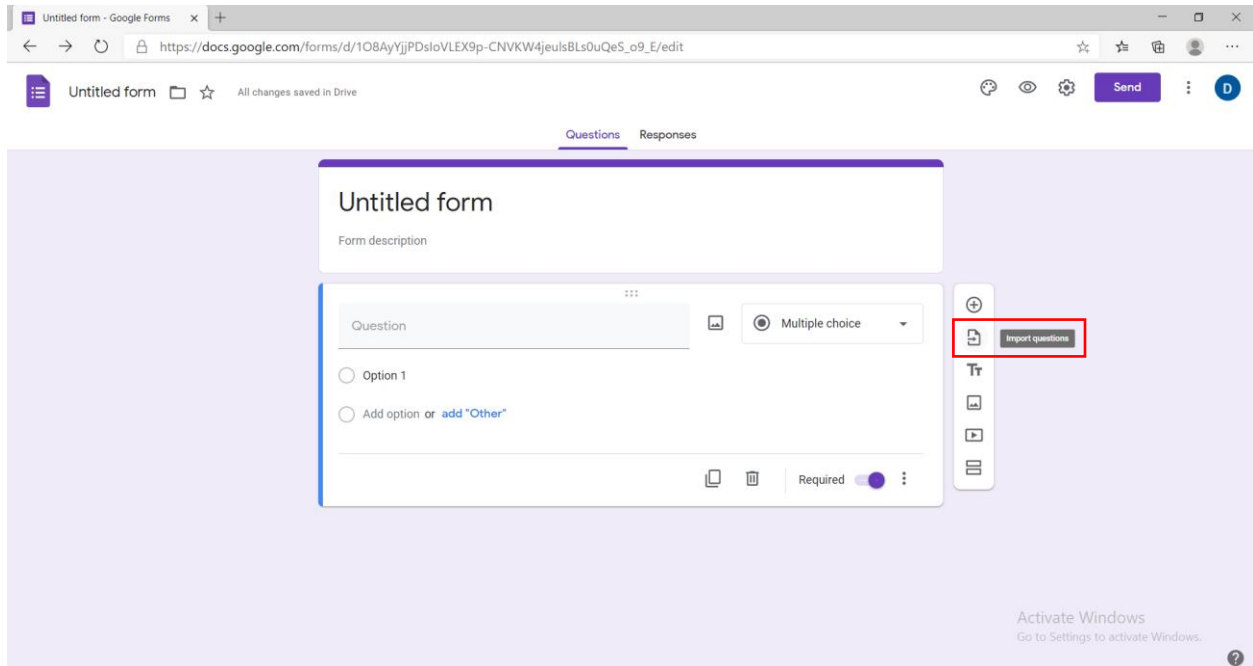 Untitled form - Google Forms
https://docs.google.com/forms/d/1O8AyYjjPDsIoVLEX9p-CNVKW4jeulsBLs0uQeS_o9_E/edit
Untitled form All changes saved in Drive Send D
Questions Responses
Untitled form
Form description
Question Multiple choice
Import questions
Option 1
Tт
Add option or add "Other"
Required
Activate Windows
Go to Settings to activate Windows.